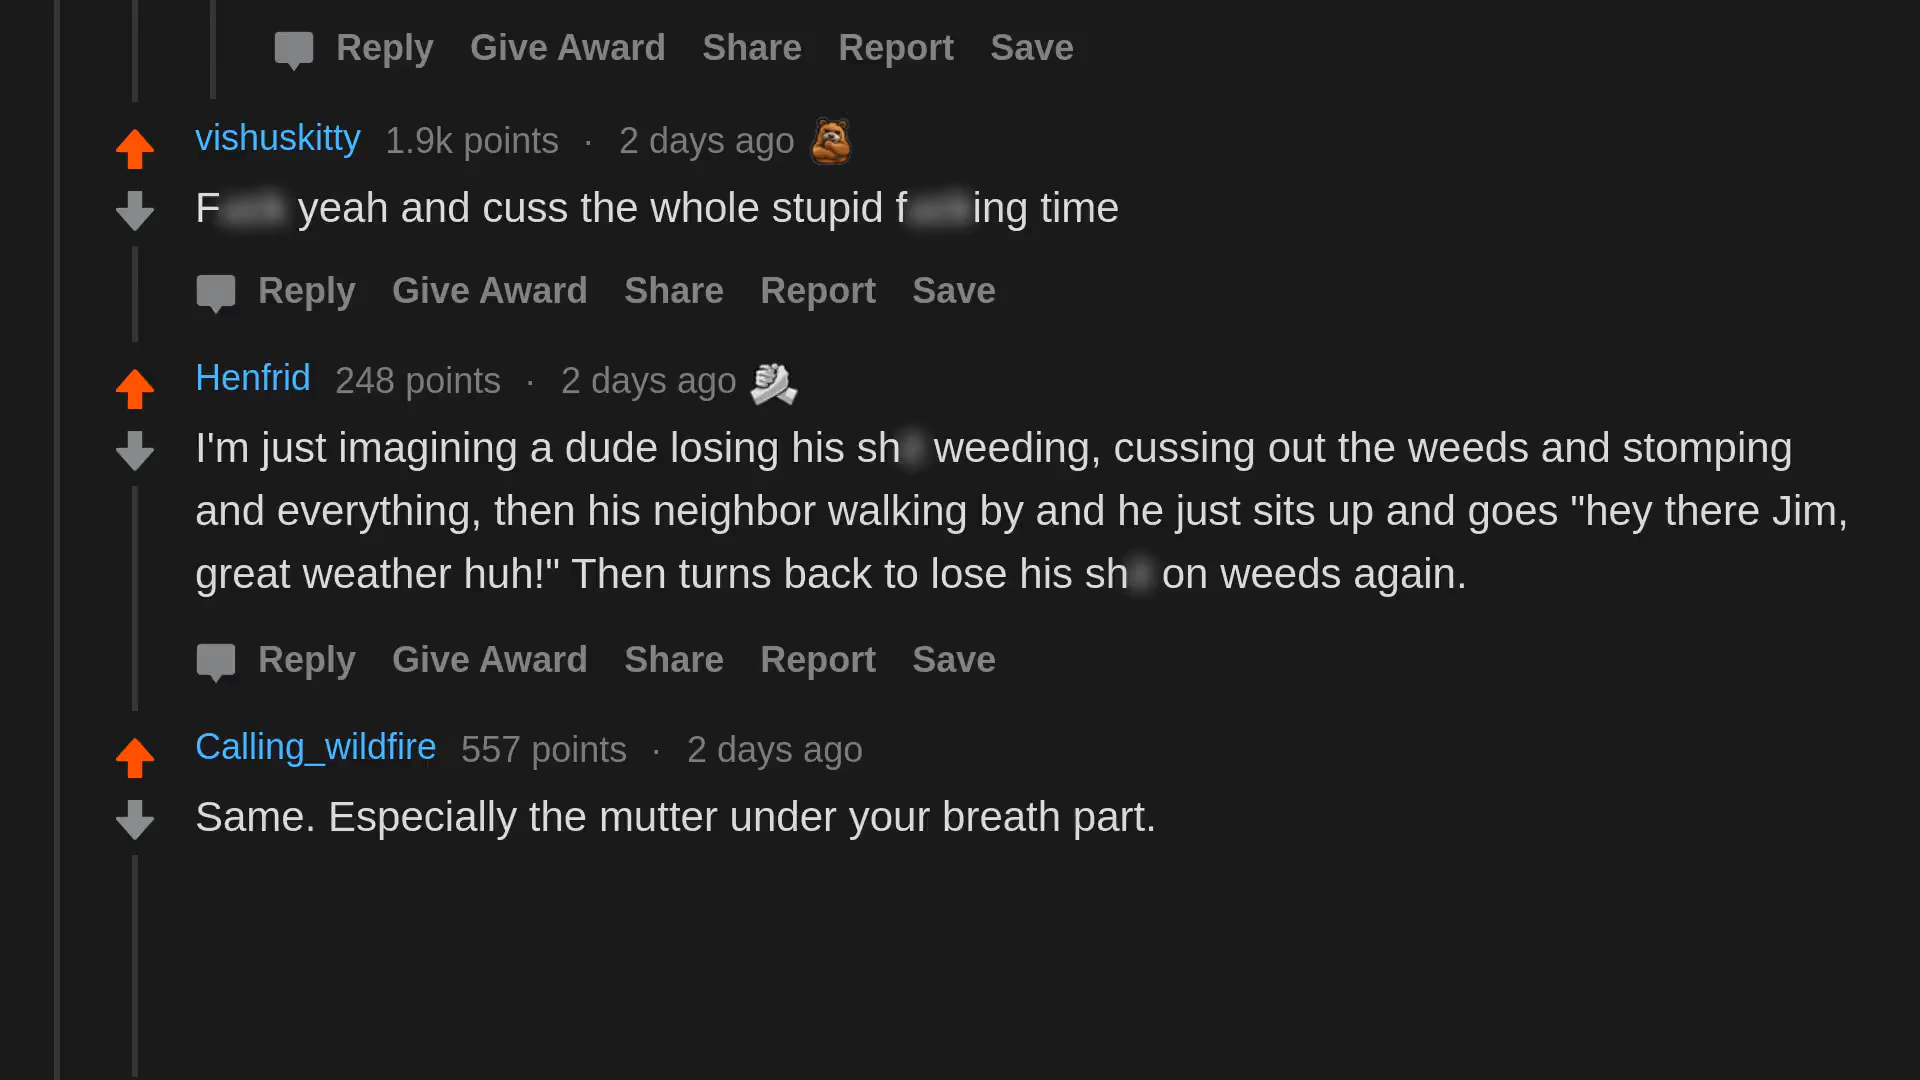 Reply Give Award Share Report Save
vishuskitty 1.9k points · 2 days ago
F yeah and cuss the whole stupid f ing time
Reply Give Award Share Report Save
Henfrid 248 points · 2 days ago
I'm just imagining a dude losing his sh weeding, cussing out the weeds and stomping
and everything, then his neighbor walking by and he just sits up and goes "hey there Jim,
great weather huh!" Then turns back to lose his sh on weeds again.
Reply Give Award Share Report Save
Calling_wildfire 557 points · 2 days ago
Same. Especially the mutter under your breath part.